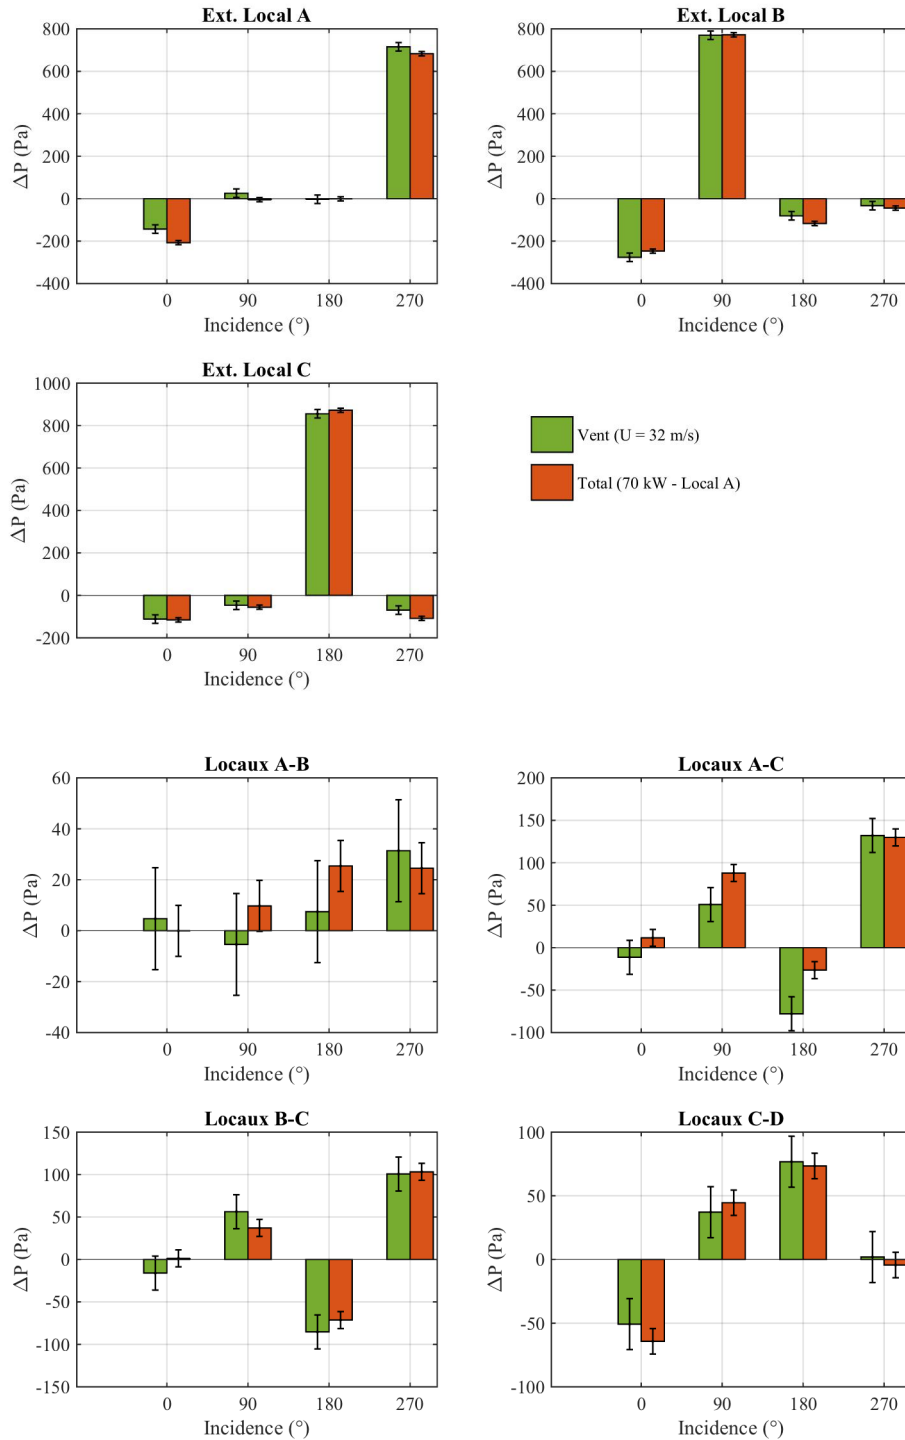 Ext. Local A
800
600
400
200
0
-200
-400
ΔP (Pa)
0 90 180 270
Incidence (°)
Ext. Local B
800
600
400
200
0
-200
-400
ΔP (Pa)
0 90 180 270
Incidence (°)
Ext. Local C
1000
800
600
400
200
0
-200
ΔP (Pa)
0 90 180 270
Incidence (°)
Vent (U = 32 m/s)
Total (70 kW - Local A)
Locaux A-B
60
40
20
0
-20
-40
ΔP (Pa)
0 90 180 270
Incidence (°)
Locaux A-C
200
150
100
50
0
-50
-100
ΔP (Pa)
0 90 180 270
Incidence (°)
Locaux B-C
150
100
50
0
-50
-100
-150
ΔP (Pa)
0 90 180 270
Incidence (°)
Locaux C-D
100
50
0
-50
-100
ΔP (Pa)
0 90 180 270
Incidence (°)